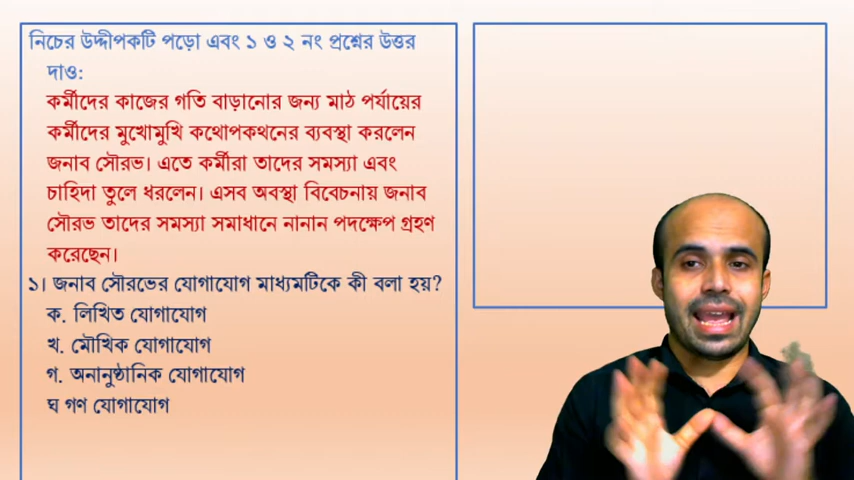 নিচের উদ্দীপকটি পড়ো এবং ১ ও ২ নং প্রশ্নের উত্তর
দাও:
কর্মীদের কাজের গতি বাড়ানোর জন্য মাঠ পর্যায়ের
কর্মীদের মুখোমুখি কথোপকথনের ব্যবস্থা করলেন
জনাব সৌরভ। এতে কর্মীরা তাদের সমস্যা এবং
চাহিদা তুলে ধরলেন। এসব অবস্থা বিবেচনায় জনাব
সৌরভ তাদের সমস্যা সমাধানে নানান পদক্ষেপ গ্রহণ
করেছেন।
১। জনাব সৌরভের যোগাযোগ মাধ্যমটিকে কী বলা হয়?
ক. লিখিত যোগাযোগ
খ. মৌখিক যোগাযোগ
গ. অনানুষ্ঠানিক যোগাযোগ
ঘ গণ যোগাযোগ